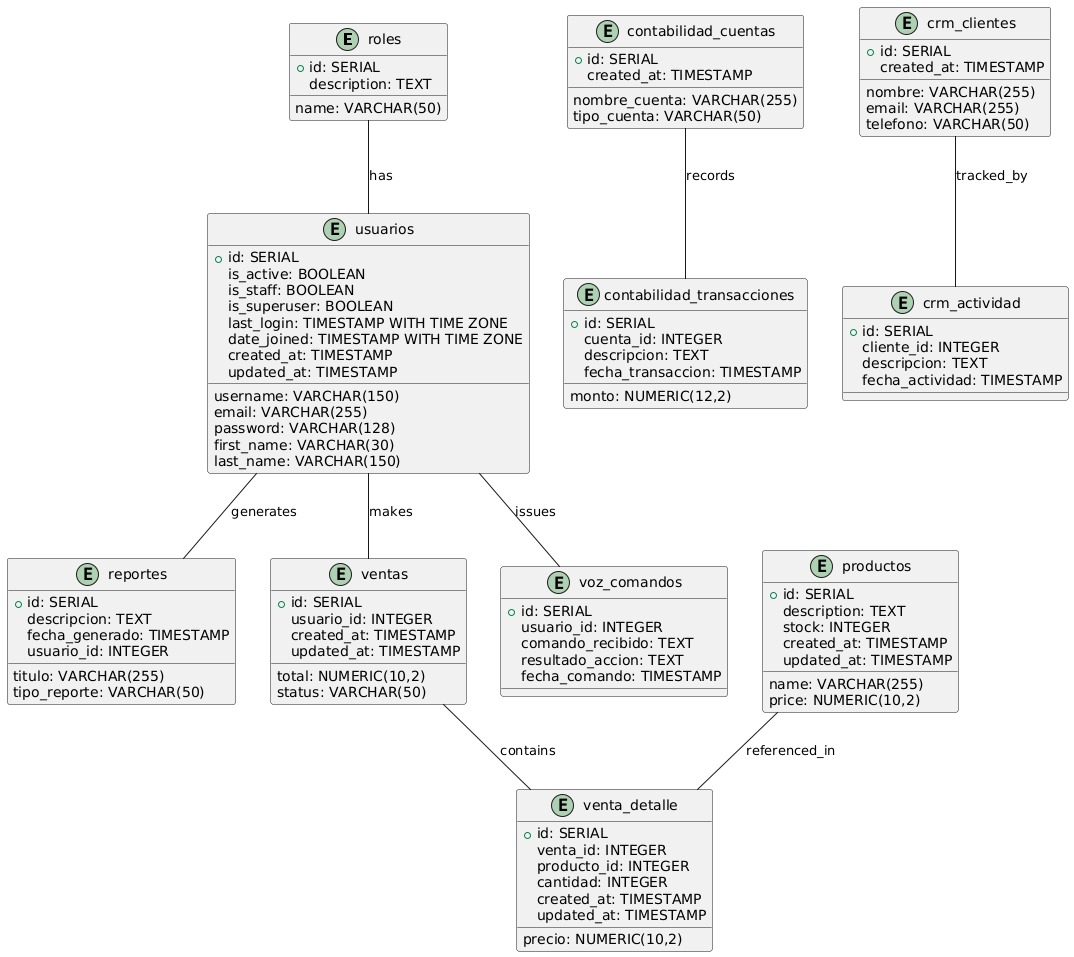 E roles
id: SERIAL
description: TEXT
name: VARCHAR(50)
E contabilidad_cuentas
id: SERIAL
created_at: TIMESTAMP
nombre_cuenta: VARCHAR(255)
tipo_cuenta: VARCHAR(50)
E crm_clientes
id: SERIAL
created_at: TIMESTAMP
nombre: VARCHAR(255)
email: VARCHAR(255)
telefono: VARCHAR(50)
has
records
tracked_by
E usuarios
id: SERIAL
is_active: BOOLEAN
is_staff: BOOLEAN
is_superuser: BOOLEAN
last_login: TIMESTAMP WITH TIME ZONE
date_joined: TIMESTAMP WITH TIME ZONE
created_at: TIMESTAMP
updated_at: TIMESTAMP
username: VARCHAR(150)
email: VARCHAR(255)
password: VARCHAR(128)
first_name: VARCHAR(30)
last_name: VARCHAR(150)
E contabilidad_transacciones
id: SERIAL
cuenta_id: INTEGER
descripcion: TEXT
fecha_transaccion: TIMESTAMP
monto: NUMERIC(12,2)
E crm_actividad
id: SERIAL
cliente_id: INTEGER
descripcion: TEXT
fecha_actividad: TIMESTAMP
generates
makes
issues
E reportes
id: SERIAL
descripcion: TEXT
fecha_generado: TIMESTAMP
usuario_id: INTEGER
titulo: VARCHAR(255)
tipo_reporte: VARCHAR(50)
E ventas
id: SERIAL
usuario_id: INTEGER
created_at: TIMESTAMP
updated_at: TIMESTAMP
total: NUMERIC(10,2)
status: VARCHAR(50)
E voz_comandos
id: SERIAL
usuario_id: INTEGER
comando_recibido: TEXT
resultado_accion: TEXT
fecha_comando: TIMESTAMP
E productos
id: SERIAL
description: TEXT
stock: INTEGER
created_at: TIMESTAMP
updated_at: TIMESTAMP
name: VARCHAR(255)
price: NUMERIC(10,2)
contains
referenced_in
E venta_detalle
id: SERIAL
venta_id: INTEGER
producto_id: INTEGER
cantidad: INTEGER
created_at: TIMESTAMP
updated_at: TIMESTAMP
precio: NUMERIC(10,2)